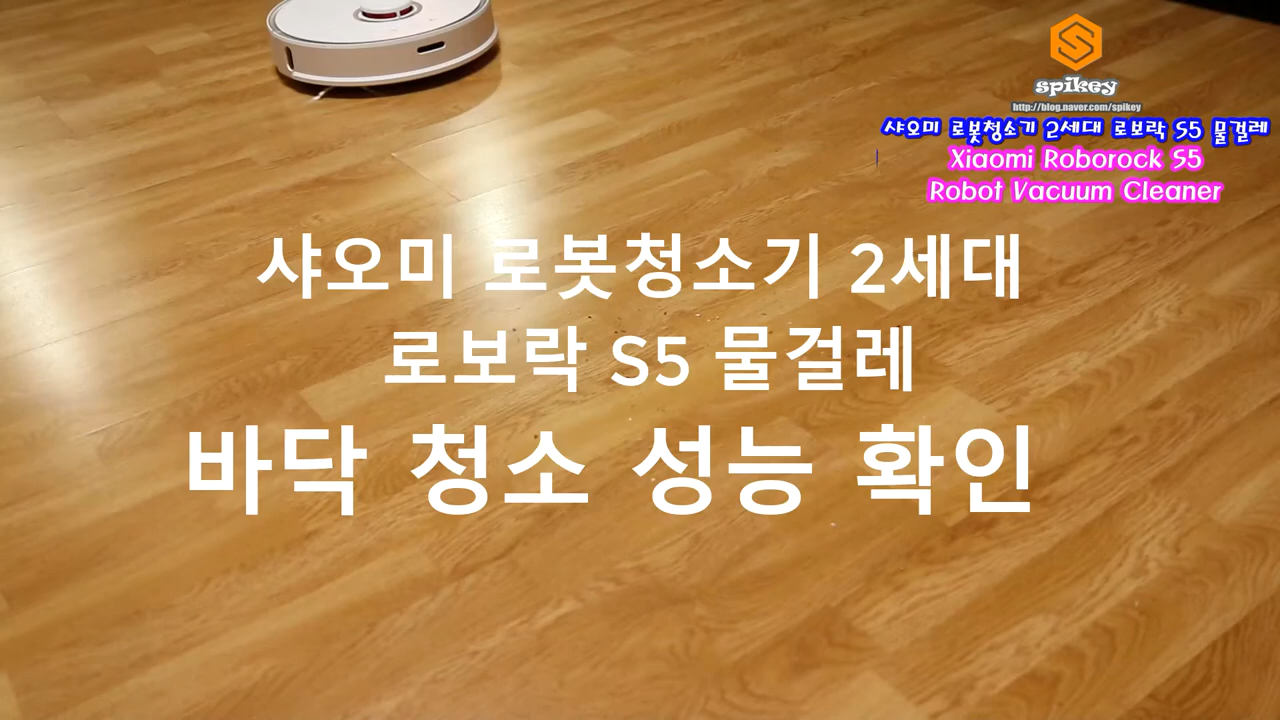 spikey
http://blog.naver.com/spikey
샤오미 로봇청소기 2세대 로보락 S5 물걸레
Xiaomi Roborock S5
Robot Vacuum Cleaner
샤오미 로봇청소기 2세대
로보락 S5 물걸레
바닥 청소 성능 확인